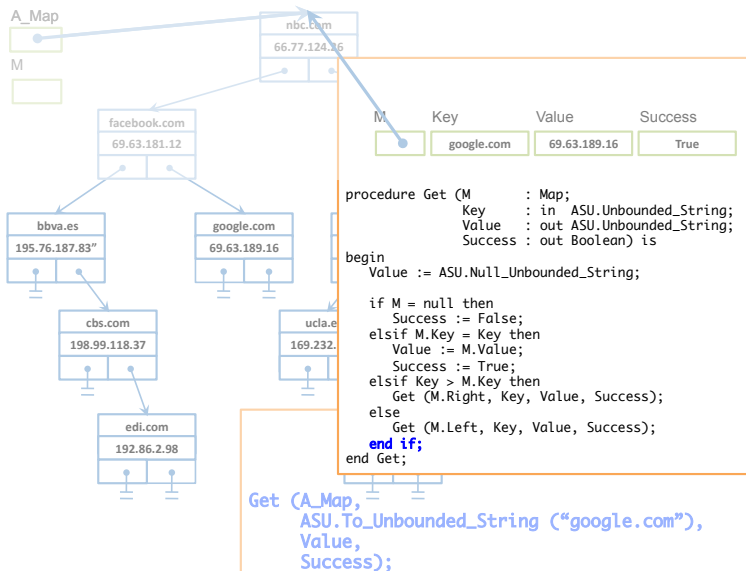 A_Map
M
nbc.com
66.77.124.26
facebook.com
69.63.181.12
bbva.es
195.76.187.83”
google.com
69.63.189.16
cbs.com
198.99.118.37
ucla.e
169.232.
edi.com
192.86.2.98
M Key Value Success
google.com 69.63.189.16 True
procedure Get (M : Map;
Key : in ASU.Unbounded_String;
Value : out ASU.Unbounded_String;
Success : out Boolean) is
begin
Value := ASU.Null_Unbounded_String;
if M = null then
Success := False;
elsif M.Key = Key then
Value := M.Value;
Success := True;
elsif Key > M.Key then
Get (M.Right, Key, Value, Success);
else
Get (M.Left, Key, Value, Success);
end if;
end Get;
Get (A_Map,
ASU.To_Unbounded_String (“google.com”),
Value,
Success);